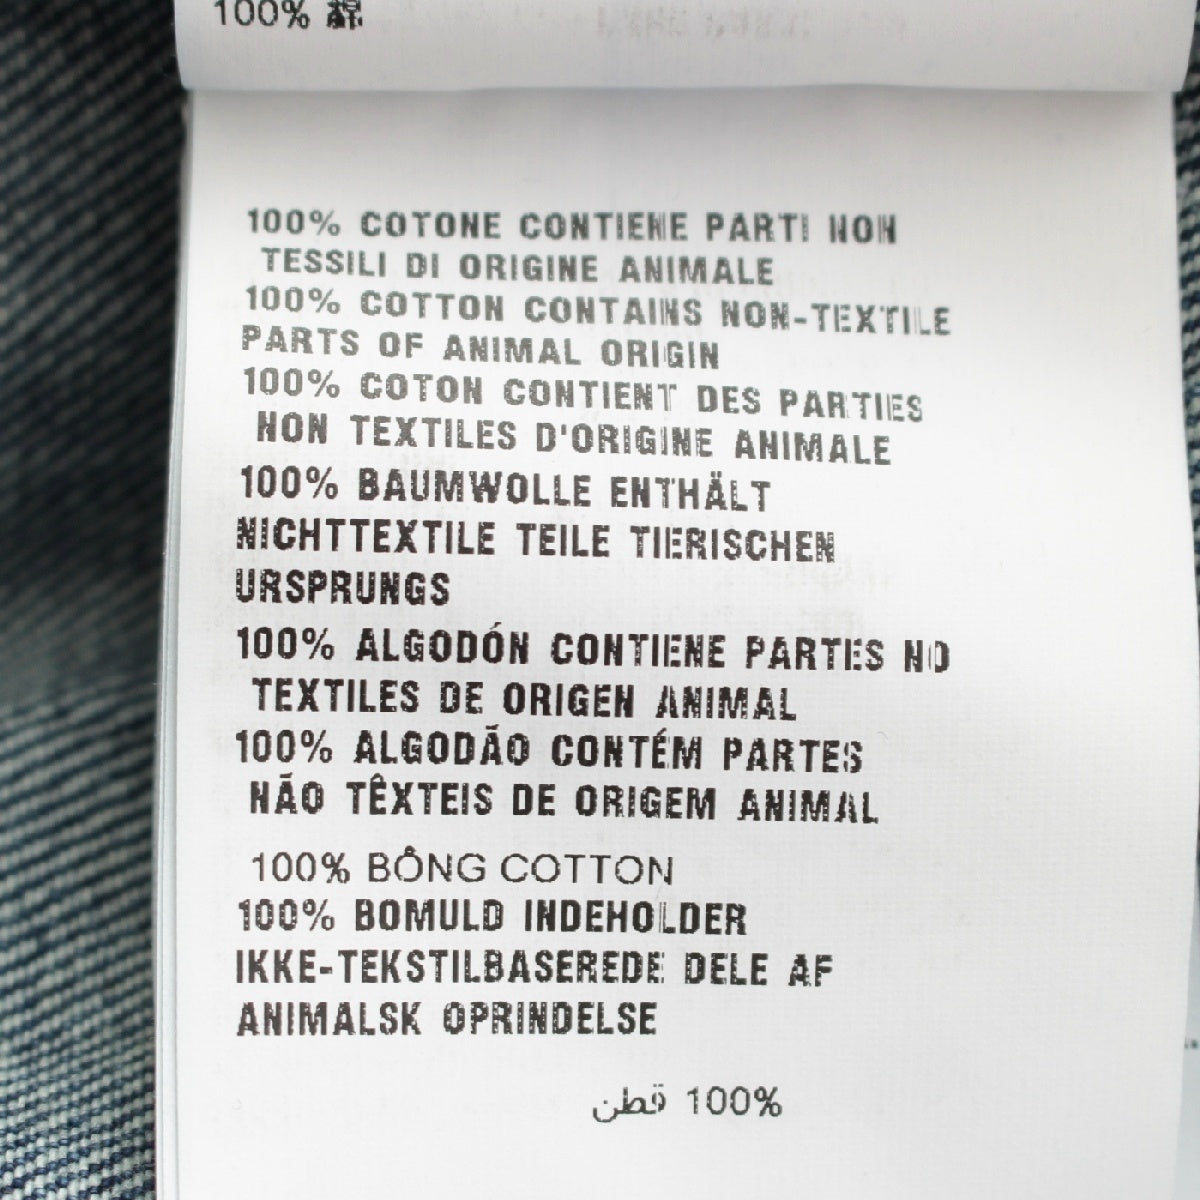 100% 綿
100% COTONE CONTIENE PARTI NON
TESSILI DI ORIGINE ANIMALE
100% COTTON CONTAINS NON-TEXTILE
PARTS OF ANIMAL ORIGIN
100% COTON CONTIENT DES PARTIES
NON TEXTILES D'ORIGINE ANIMALE
100% BAUMWOLLE ENTHÄLT
NICHTTEXTILE TEILE TIERISCHEN
URSPRUNGS
100% ALGODÓN CONTIENE PARTES NO
TEXTILES DE ORIGEN ANIMAL
100% ALGODÃO CONTÉM PARTES
NÃO TÊXTEIS DE ORIGEM ANIMAL
100% BÔNG COTTON
100% BOMULD INDEHOLDER
IKKE-TEKSTILBASEREDE DELE AF
ANIMALSK OPRINDELSE
100% قطن